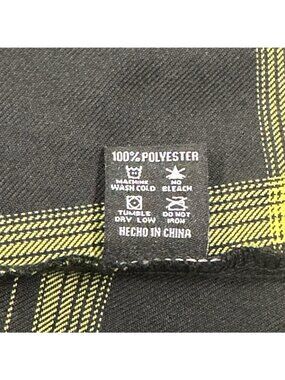 100% POLYESTER
MACHINE NO
WASH COLD BLEACH
TUMBLE DO NOT
DRY LOW IRON
HECHO IN CHINA